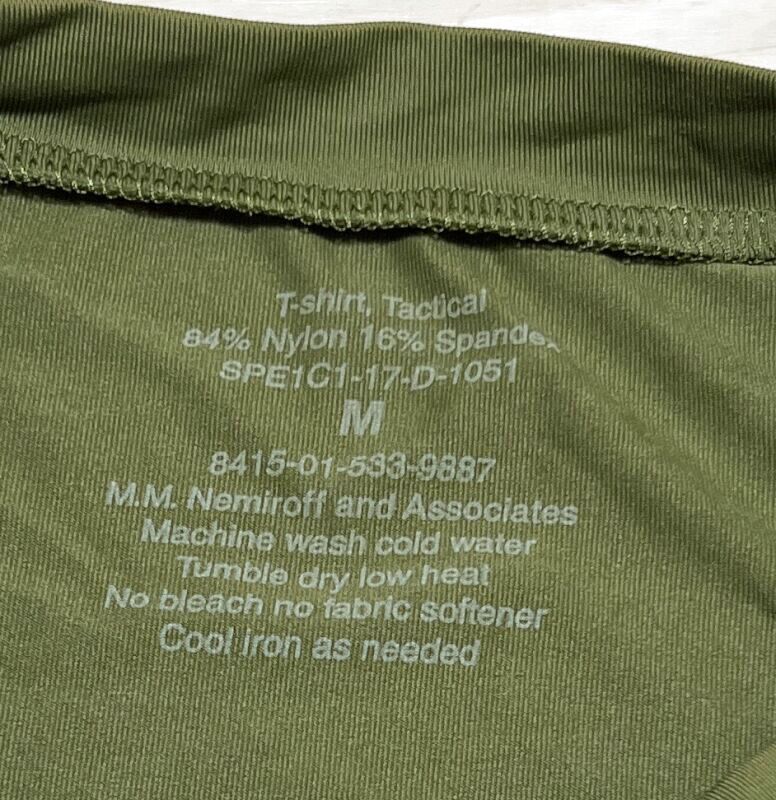 T-shirt, Tactical
84% Nylon 16% Spandex
SPE1C1-17-D-1051
M
8415-01-533-9887
M.M. Nemiroff and Associates
Machine wash cold water
Tumble dry low heat
No bleach no fabric softener
Cool iron as needed